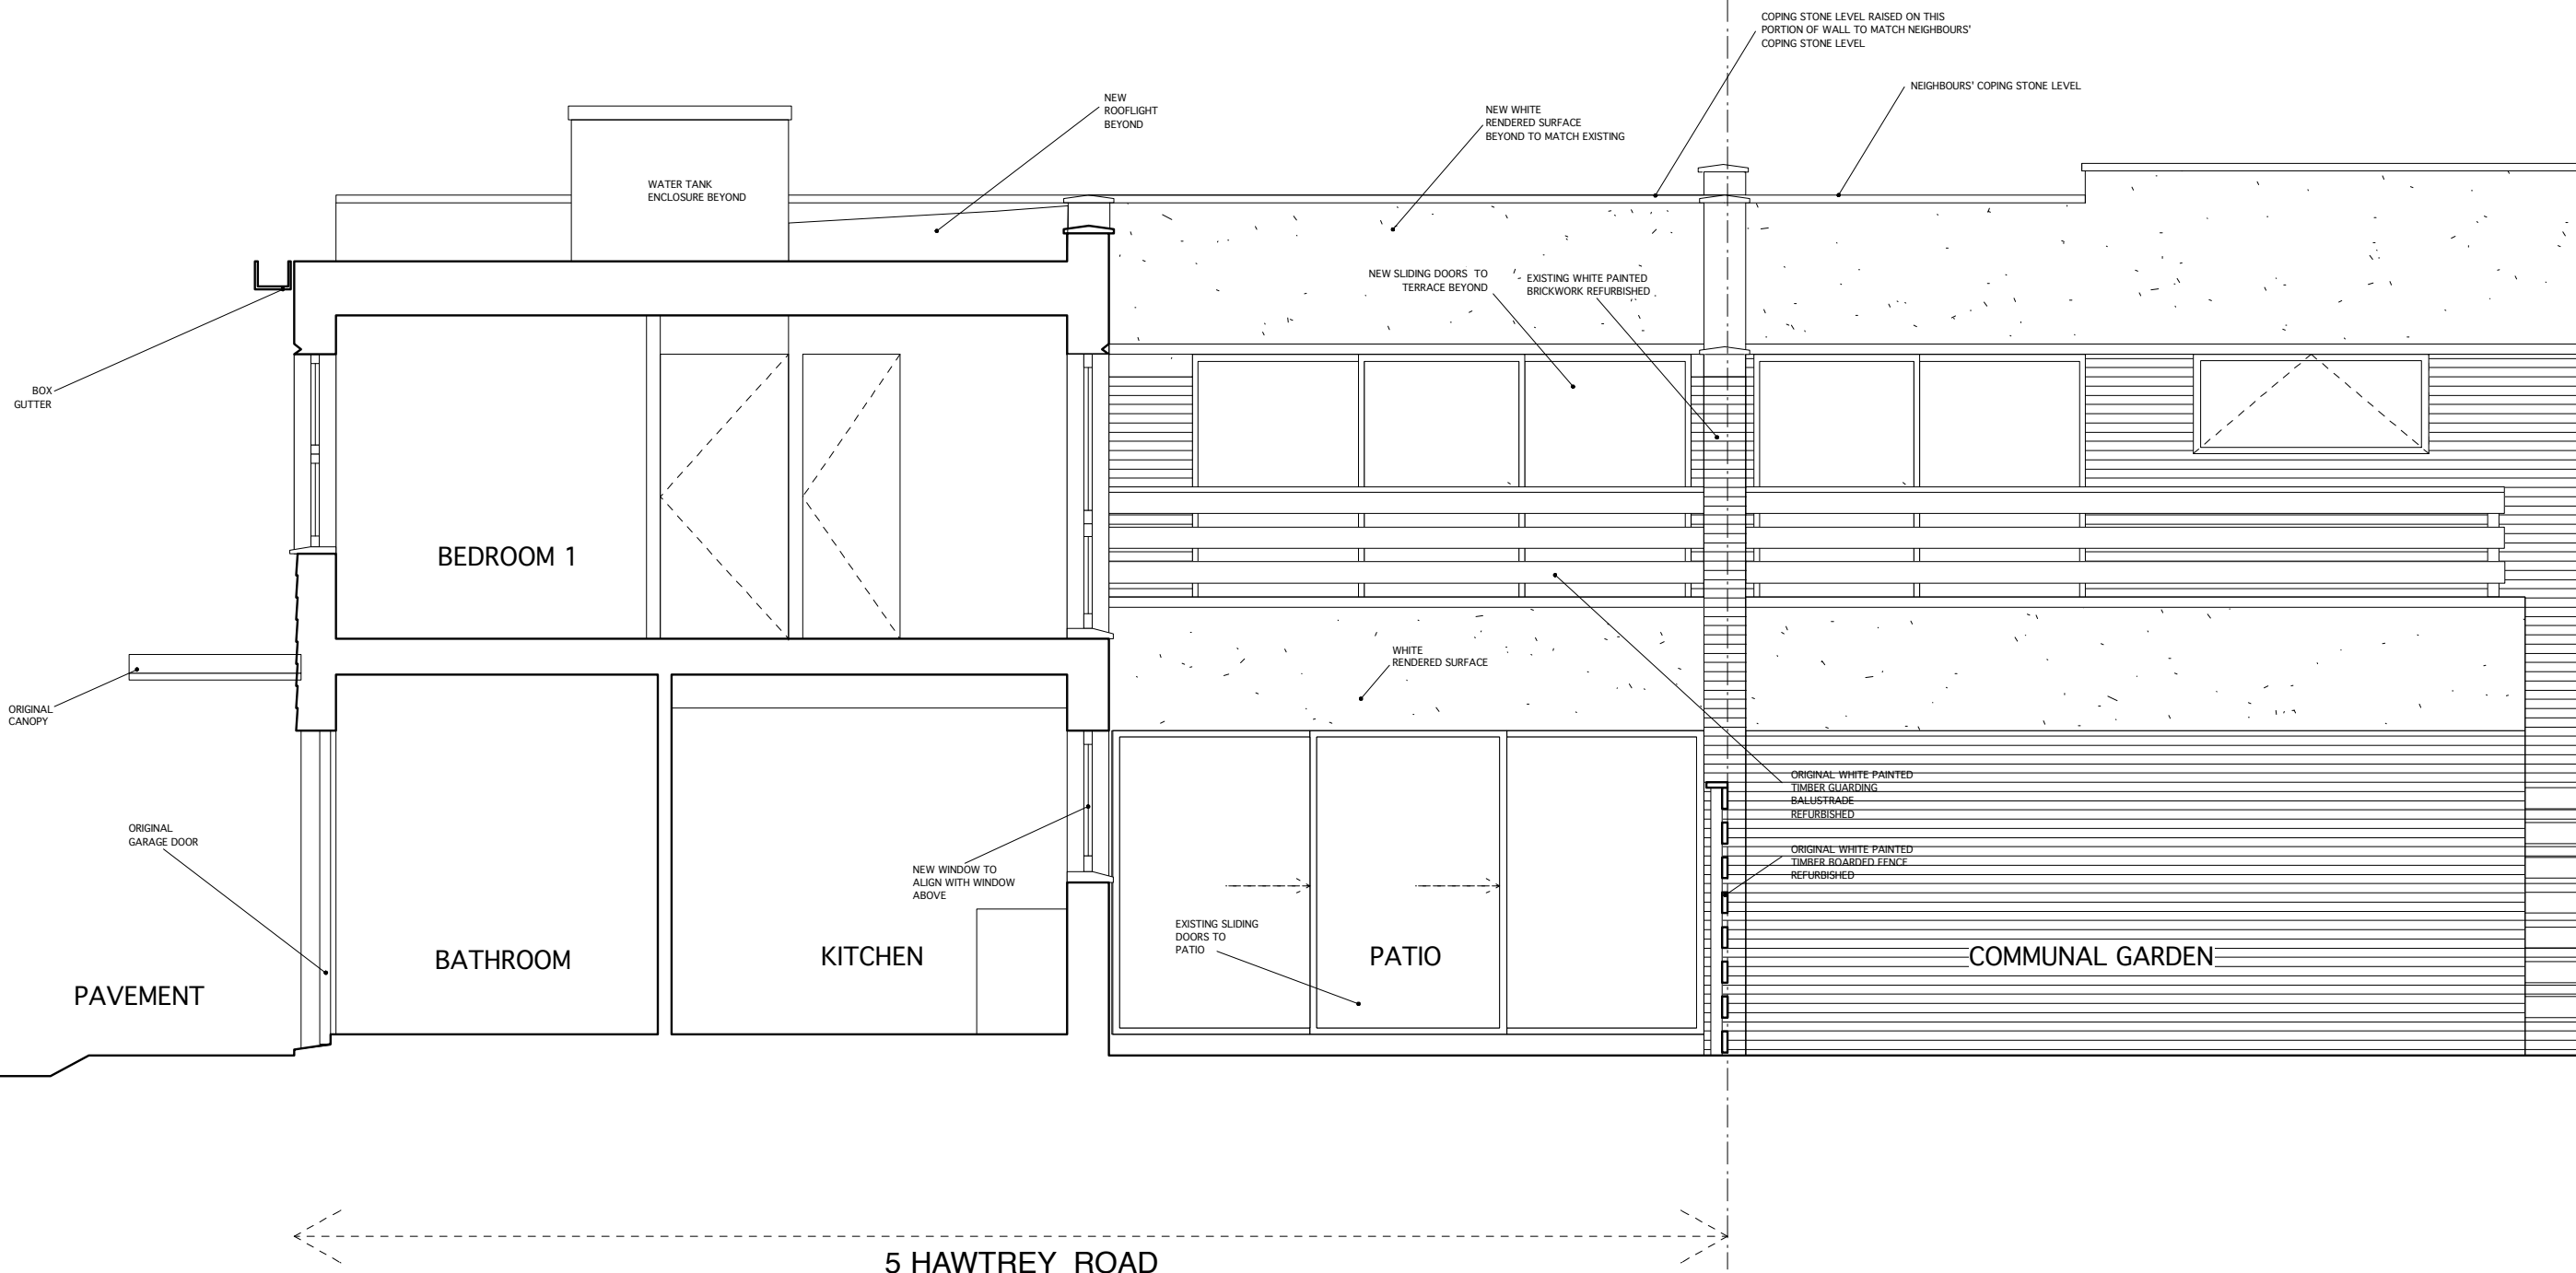 COPING STONE LEVEL RAISED ON THIS
PORTION OF WALL TO MATCH NEIGHBOURS'
COPING STONE LEVEL
NEIGHBOURS' COPING STONE LEVEL
NEW
ROOFLIGHT
BEYOND
NEW WHITE
RENDERED SURFACE
BEYOND TO MATCH EXISTING
WATER TANK
ENCLOSURE BEYOND
NEW SLIDING DOORS TO
TERRACE BEYOND
EXISTING WHITE PAINTED
BRICKWORK REFURBISHED
BOX
GUTTER
BEDROOM 1
WHITE
RENDERED SURFACE
ORIGINAL
CANOPY
ORIGINAL WHITE PAINTED
TIMBER GUARDING
BALUSTRADE
REFURBISHED
ORIGINAL
GARAGE DOOR
ORIGINAL WHITE PAINTED
TIMBER BOARDED FENCE
REFURBISHED
NEW WINDOW TO
ALIGN WITH WINDOW
ABOVE
EXISTING SLIDING
DOORS TO
PATIO
PAVEMENT
BATHROOM
KITCHEN
PATIO
COMMUNAL GARDEN
5 HAWTREY ROAD